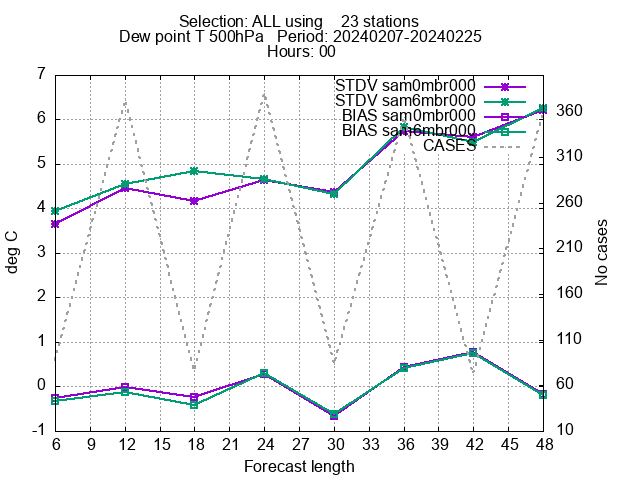 Selection: ALL using    23 stations
Dew point T 500hPa   Period: 20240207-20240225
Hours: 00
7
6
5
4
3
2
1
0
-1
deg C
STDV sam0mbr000
STDV sam6mbr000
BIAS sam0mbr000
BIAS sam6mbr000
CASES
360
310
260
210
160
110
60
10
No cases
6 9 12 15 18 21 24 27 30 33 36 39 42 45 48
Forecast length